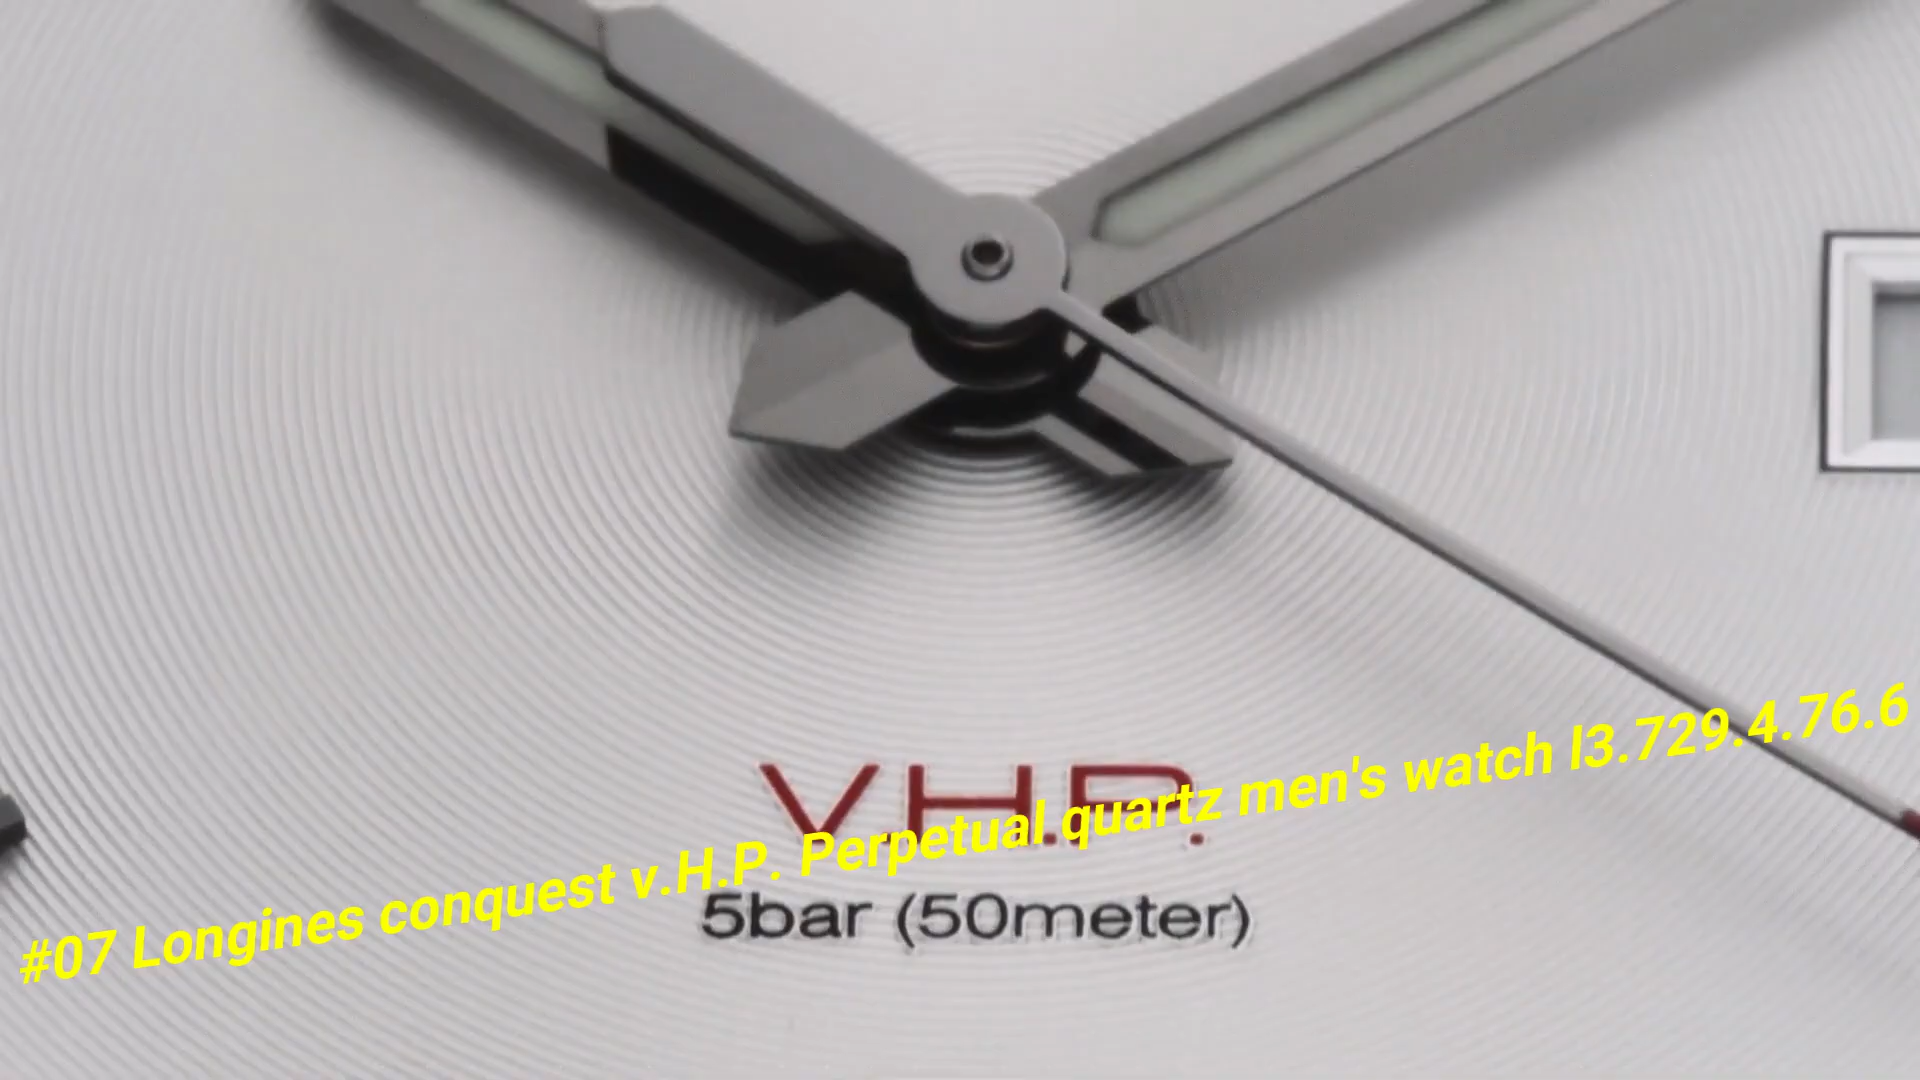 V.H.P.
#07 Longines conquest v.H.P. Perpetual quartz men's watch l3.729.4.76.6
5bar (50meter)